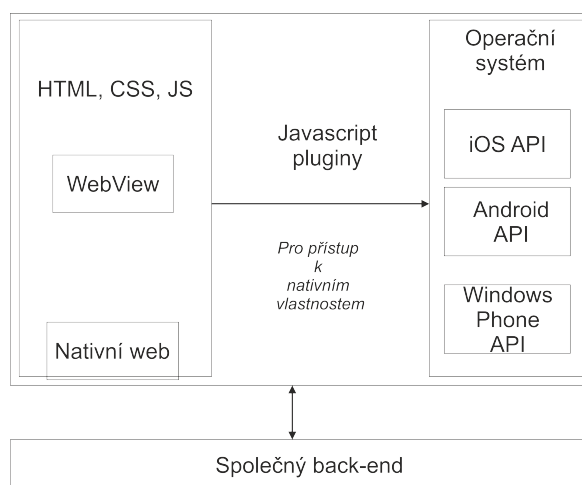 HTML, CSS, JS
WebView
Nativní web
Javascript
pluginy
Pro přístup
k
nativním
vlastnostem
Operační
systém
iOS API
Android
API
Windows
Phone
API
Společný back-end